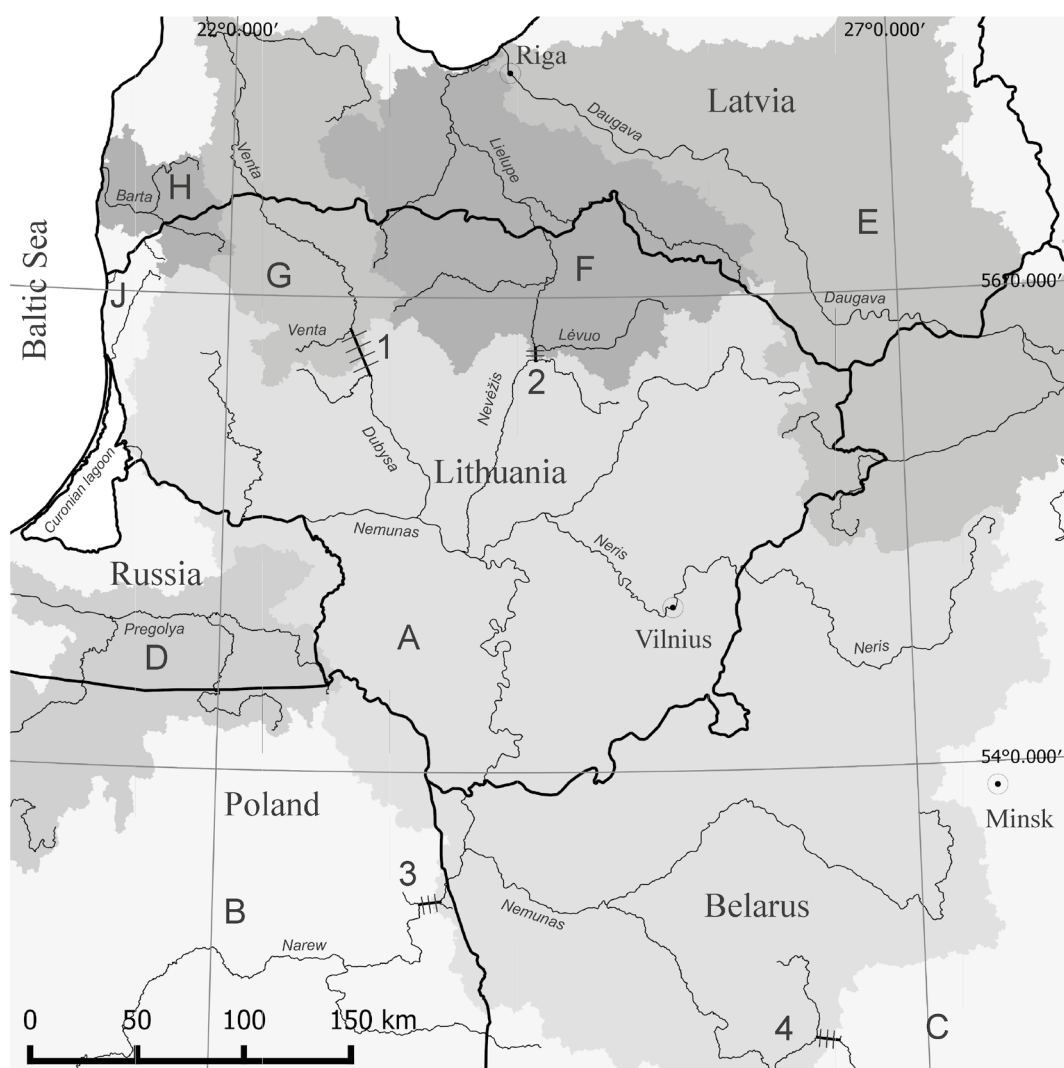 22°0.000′
27°0.000′
Riga
Latvia
Daugava
Venta
Lielupe
Barta
H
E
Baltic Sea
G
F
J
56°0.000′
Daugava
Venta
1
Lėvuo
2
Nevėžis
Dubysa
Lithuania
Curonian lagoon
Nemunas
Neris
Russia
Pregolya
D
A
Vilnius
Neris
54°0.000′
Poland
Minsk
3
B
Nemunas
Belarus
Narew
0 50 100 150 km
4
C